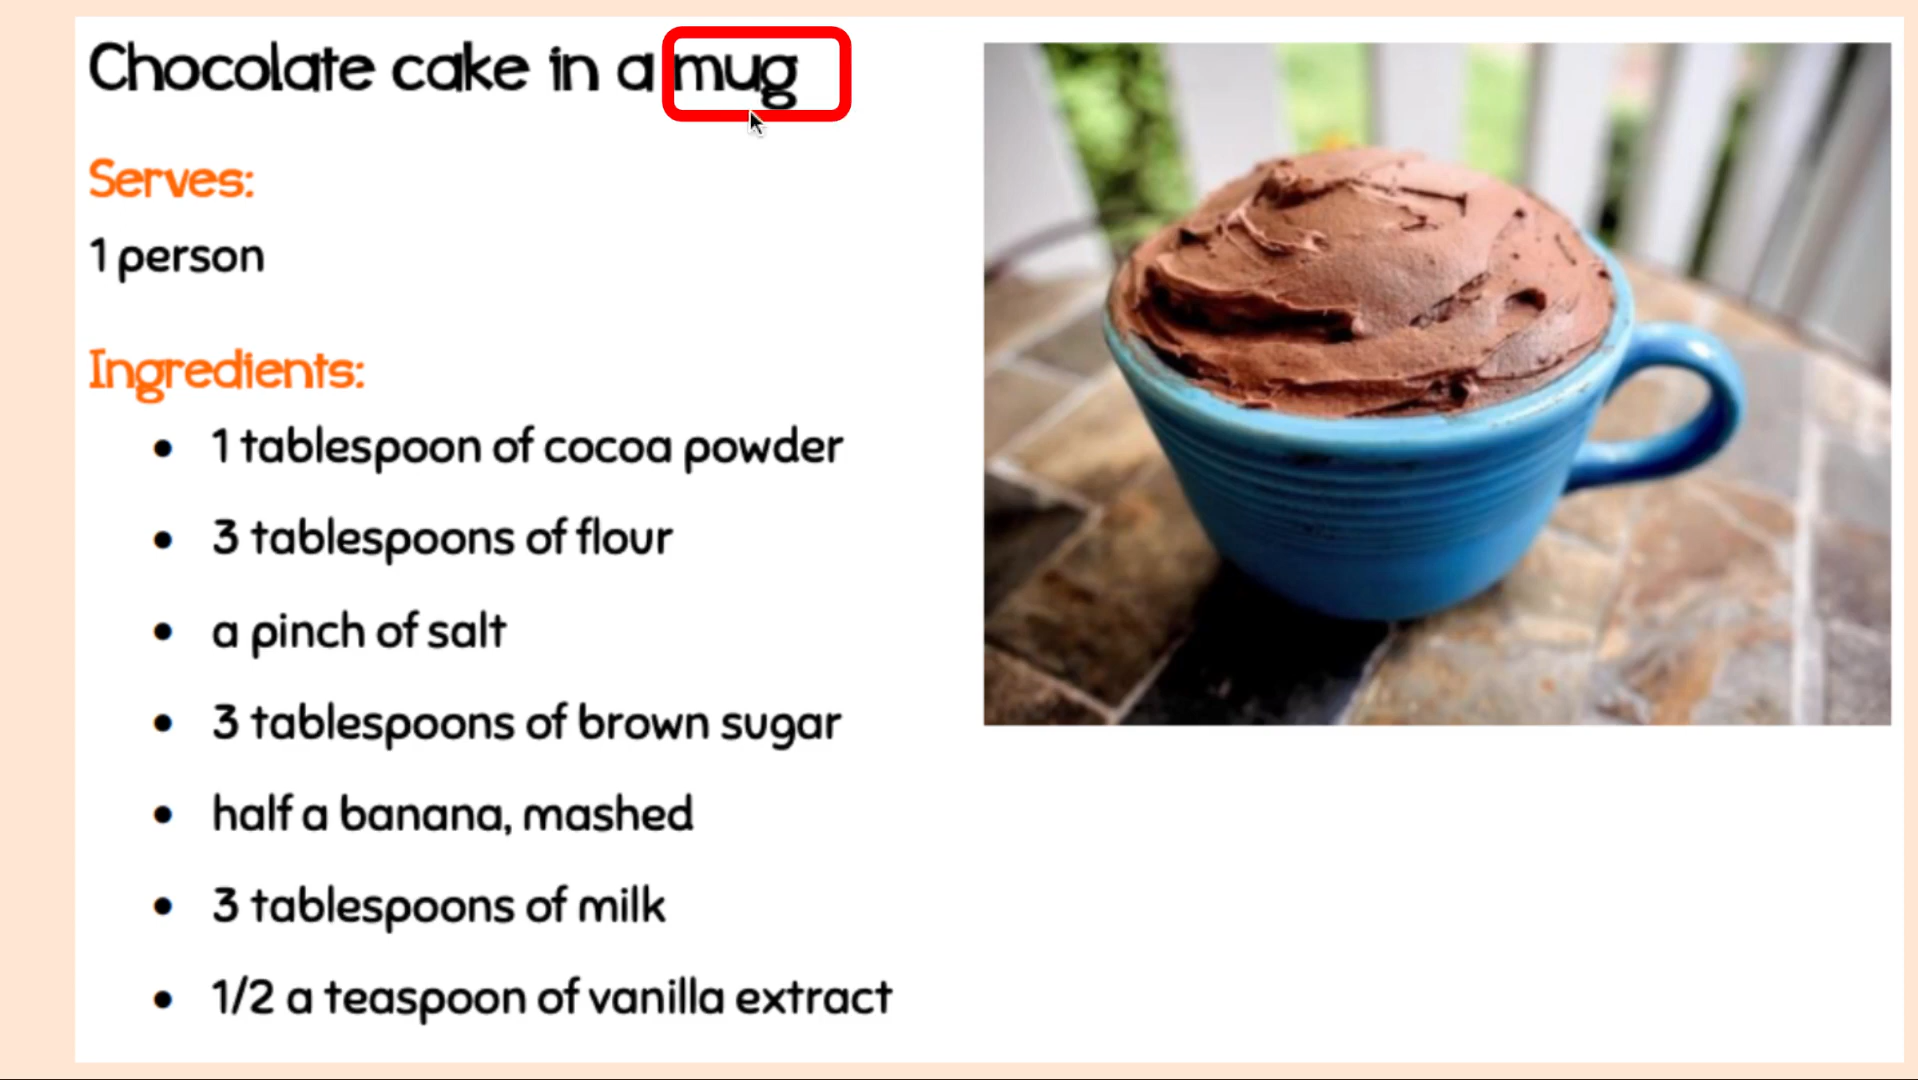 Chocolate cake in a mug
Serves:
1 person
Ingredients:
• 1 tablespoon of cocoa powder
• 3 tablespoons of flour
• a pinch of salt
• 3 tablespoons of brown sugar
• half a banana, mashed
• 3 tablespoons of milk
• 1/2 a teaspoon of vanilla extract